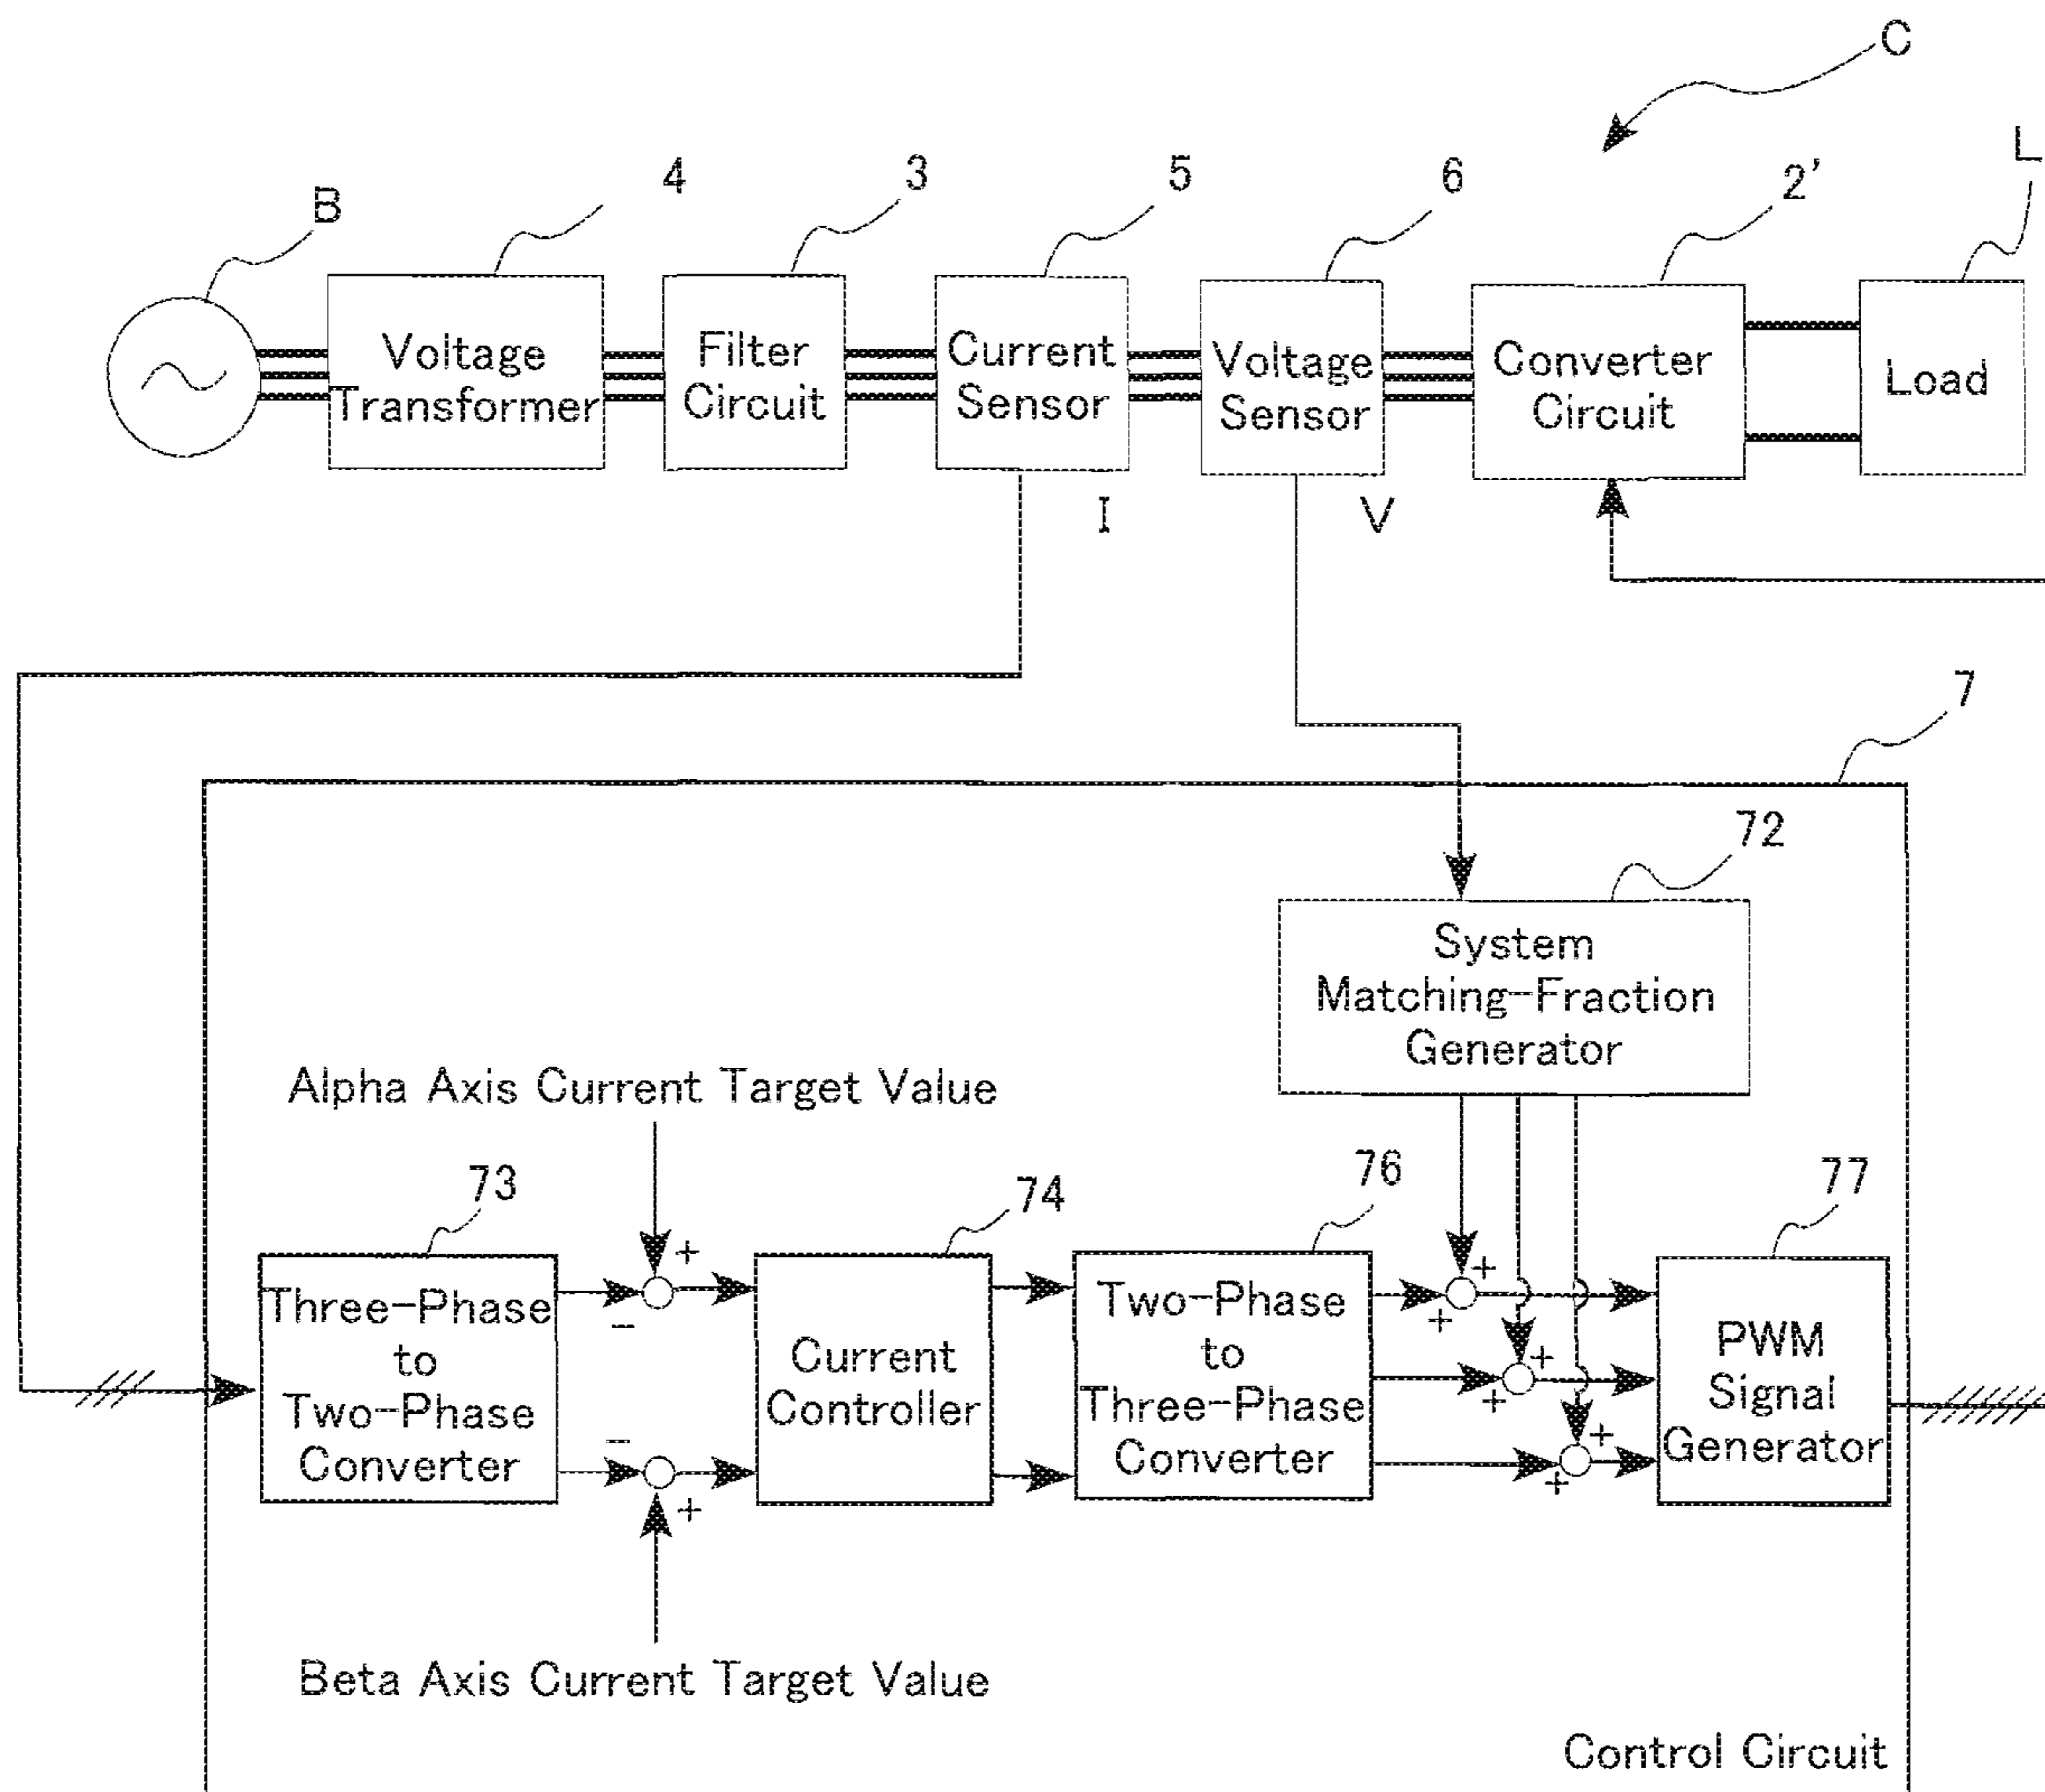 C
L
B
4
3
5
6
2'
Voltage
Transformer
Filter
Circuit
Current
Sensor
Voltage
Sensor
Converter
Circuit
Load
I
V
7
72
System
Matching-Fraction
Generator
Alpha Axis Current Target Value
73
74
76
77
+
-
Three-Phase
to
Two-Phase
Converter
-
+
Current
Controller
Two-Phase
to
Three-Phase
Converter
+
+
+
+
+
+
PWM
Signal
Generator
Beta Axis Current Target Value
Control Circuit